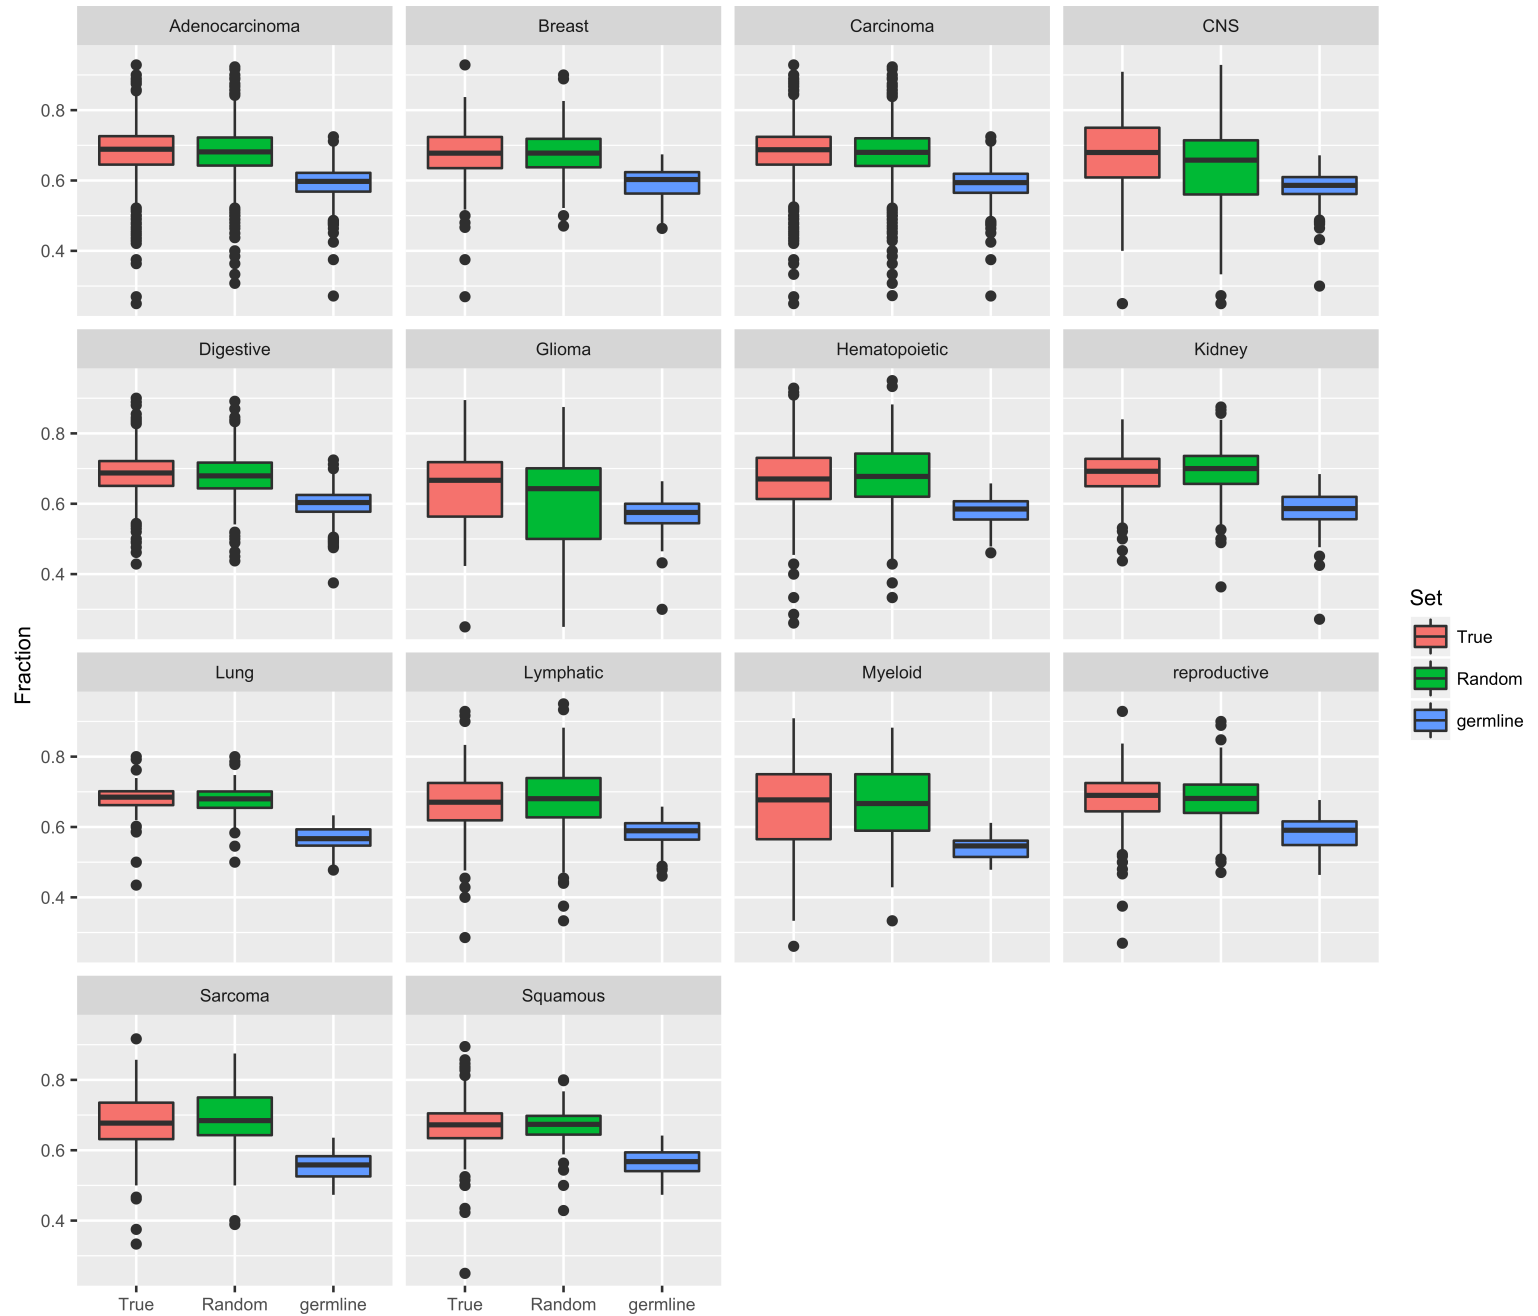 Adenocarcinoma Breast Carcinoma CNS
0.8
0.6
0.4
Digestive Glioma Hematopoietic Kidney
0.8
0.6
0.4
Lung Lymphatic Myeloid reproductive
0.8
0.6
0.4
Sarcoma Squamous
0.8
0.6
0.4
True Random germline True Random germline
Fraction
Set
True
Random
germline